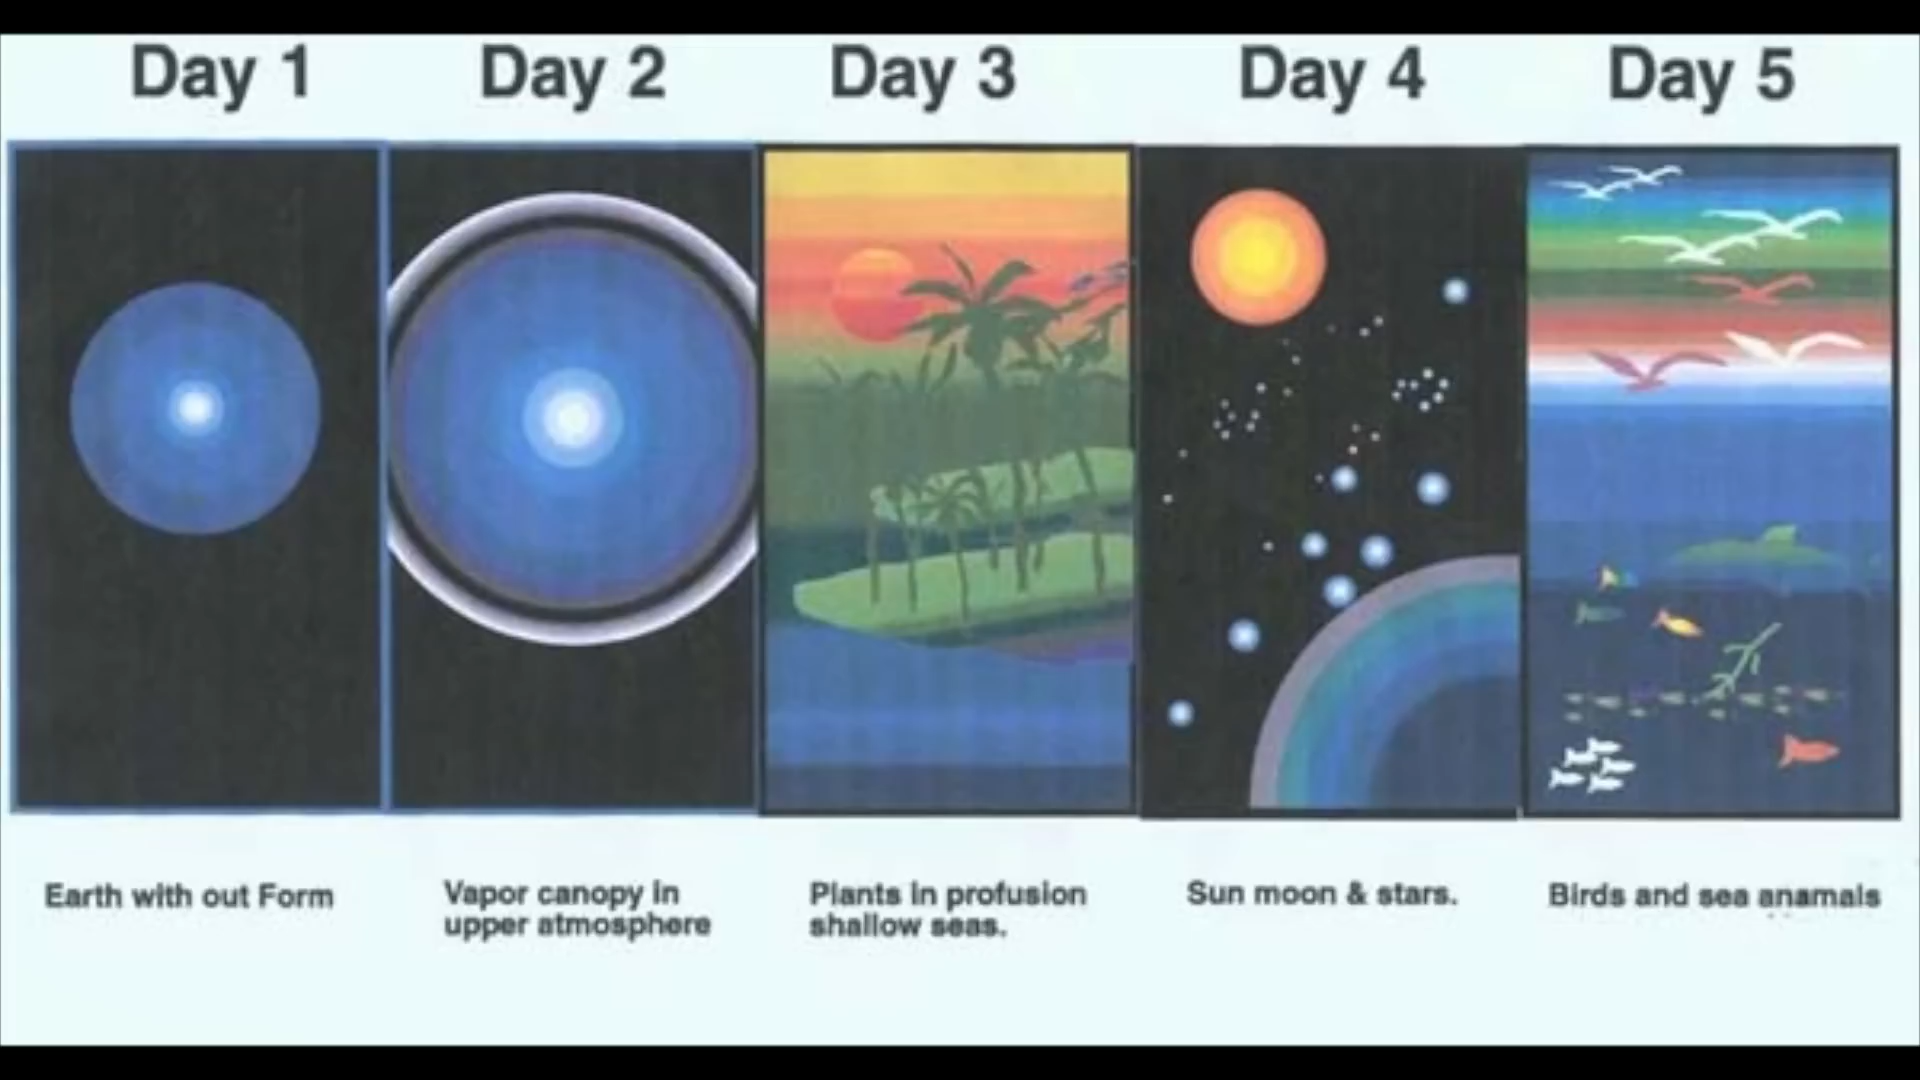 Day 1
Day 2
Day 3
Day 4
Day 5
Earth with out Form
Vapor canopy in
upper atmosphere
Plants in profusion
shallow seas.
Sun moon & stars.
Birds and sea anamals